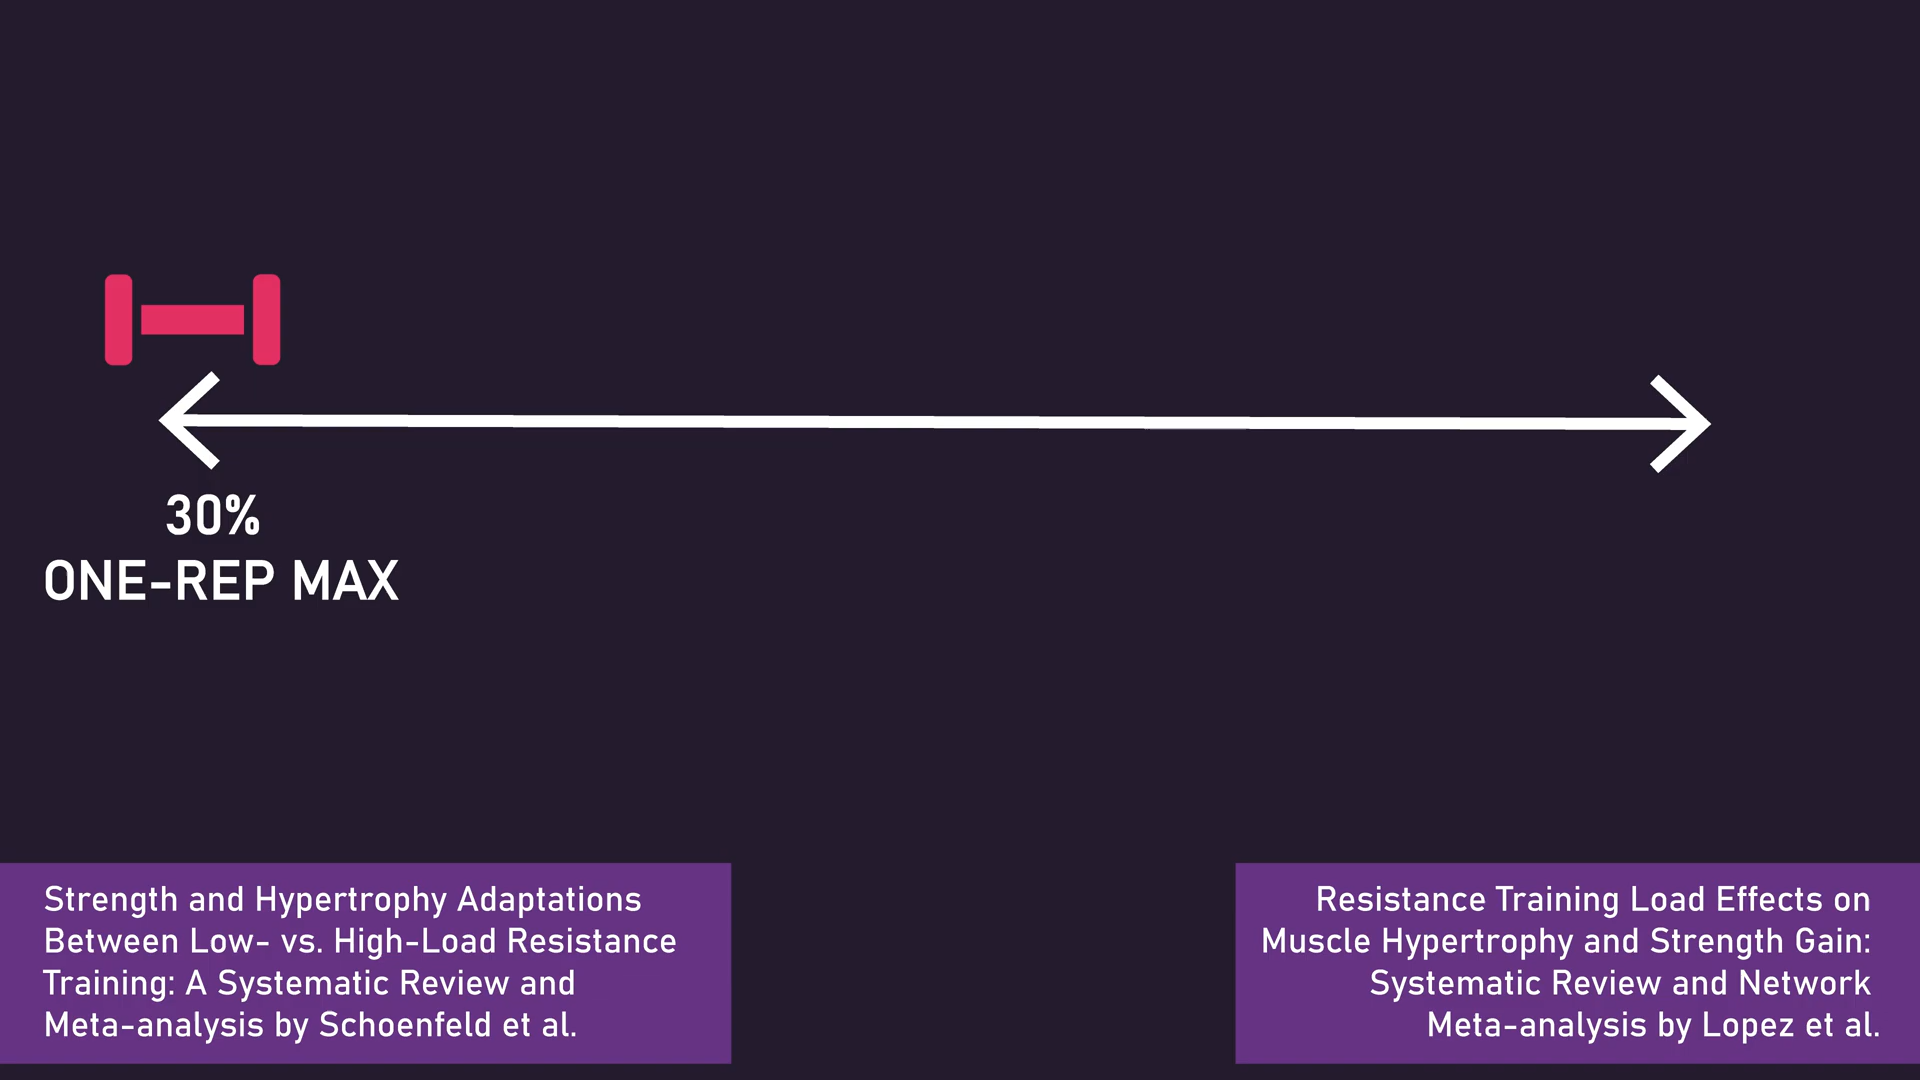 30%
ONE-REP MAX
Strength and Hypertrophy Adaptations
Between Low- vs. High-Load Resistance
Training: A Systematic Review and
Meta-analysis by Schoenfeld et al.
Resistance Training Load Effects on
Muscle Hypertrophy and Strength Gain:
Systematic Review and Network
Meta-analysis by Lopez et al.